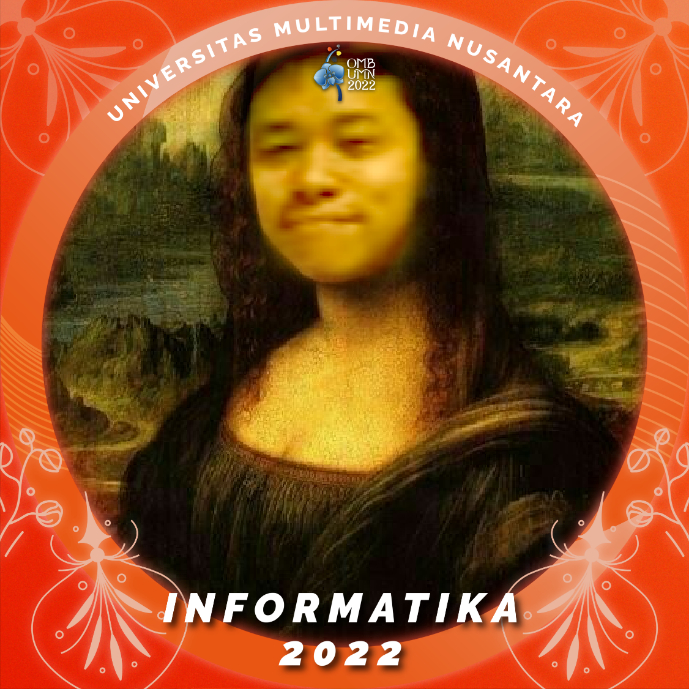 UNIVERSITAS MULTIMEDIA NUSANTARA
OMB
UMN
2022
INFORMATIKA
2022